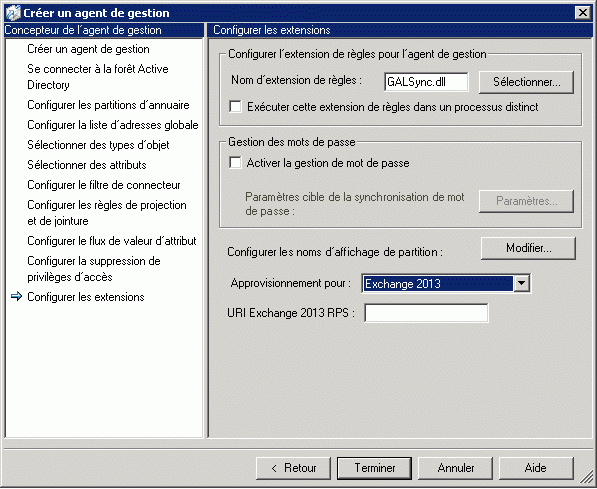 Créer un agent de gestion
Concepteur de l´agent de gestion
Créer un agent de gestion
Se connecter à la forêt Active
Directory
Configurer les partitions d´annuaire
Configurer la liste d´adresses globale
Sélectionner des types d´objet
Sélectionner des attributs
Configurer le filtre de connecteur
Configurer les règles de projection
et de jointure
Configurer le flux de valeur d´attribut
Configurer la suppression de
privilèges d´accès
Configurer les extensions
Configurer les extensions
Configurer l´extension de règles pour l´agent de gestion
Nom d´extension de règles :
GALSync.dll
Sélectionner...
Exécuter cette extension de règles dans un processus distinct
Gestion des mots de passe
Activer la gestion de mot de passe
Paramètres cible de la synchronisation de mot
de passe :
Paramètres...
Configurer les noms d´affichage de partition :
Modifier...
Approvisionnement pour :
Exchange 2013
URI Exchange 2013 RPS :
< Retour
Terminer
Annuler
Aide